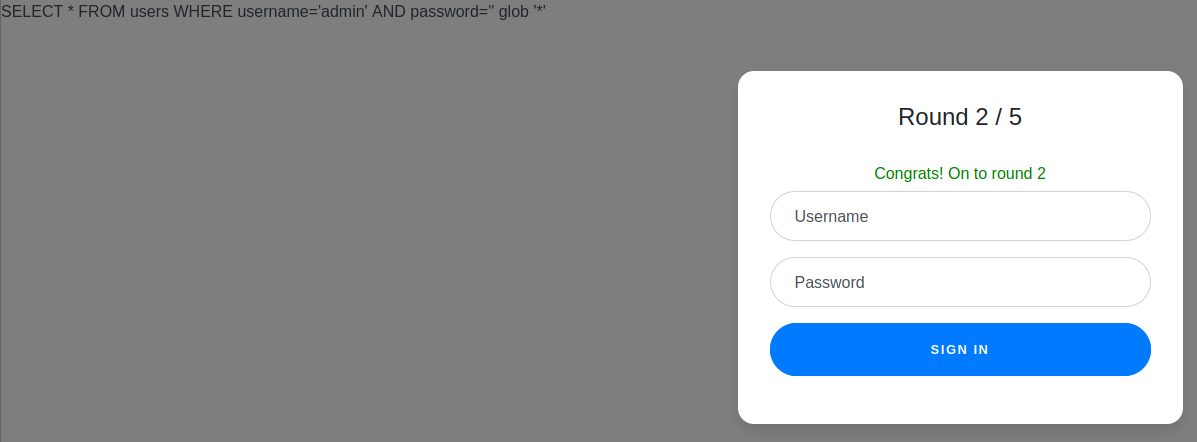 SELECT * FROM users WHERE username='admin' AND password='' glob '*'
Round 2 / 5
Congrats! On to round 2
Username
Password
SIGN IN